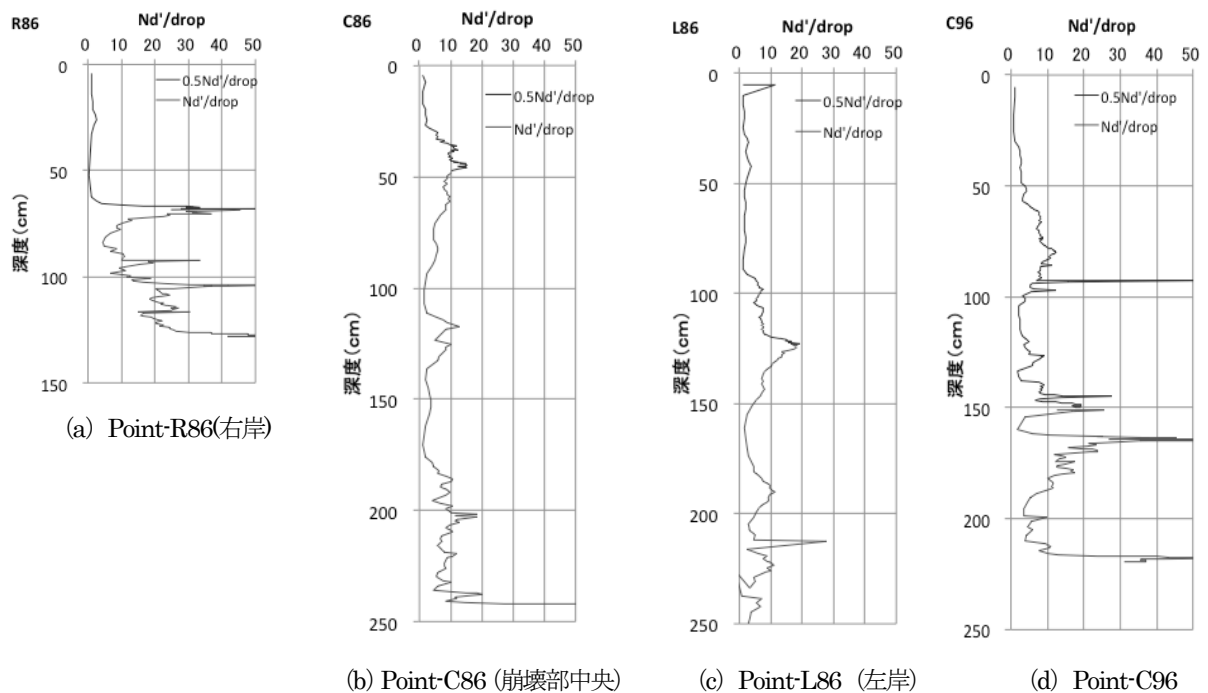 R86
Nd'/drop
0 10 20 30 40 50
0.5Nd'/drop
Nd'/drop
深度(cm)
0
50
100
150
(a) Point-R86(右岸)
C86
Nd'/drop
0 10 20 30 40 50
0.5Nd'/drop
Nd'/drop
深度(cm)
0
50
100
150
200
250
(b) Point-C86 (崩壊部中央)
L86
Nd'/drop
0 10 20 30 40 50
0.5Nd'/drop
Nd'/drop
深度(cm)
0
50
100
150
200
250
(c) Point-L86 (左岸)
C96
Nd'/drop
0 10 20 30 40 50
0.5Nd'/drop
Nd'/drop
深度(cm)
0
50
100
150
200
250
(d) Point-C96